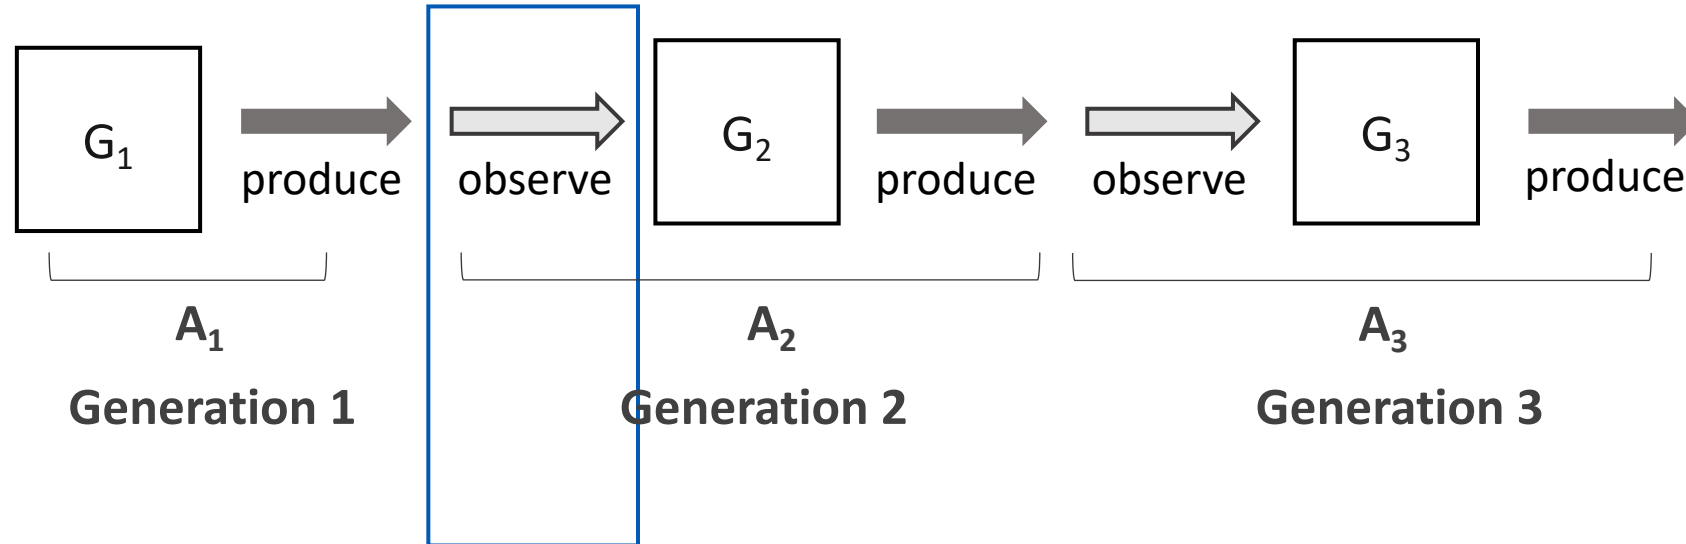 G₁
produce
observe
G₂
produce
observe
G₃
produce
A₁
A₂
A₃
Generation 1
Generation 2
Generation 3